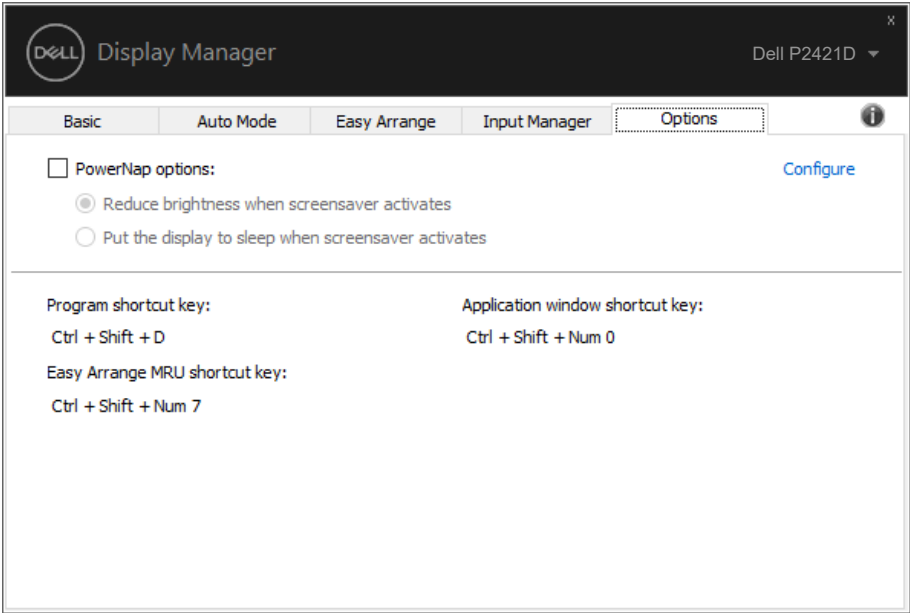 x
DELL
Display Manager
Dell P2421D
Basic Auto Mode Easy Arrange Input Manager Options
PowerNap options: Configure
Reduce brightness when screensaver activates
Put the display to sleep when screensaver activates
Program shortcut key: Application window shortcut key:
Ctrl + Shift + D Ctrl + Shift + Num 0
Easy Arrange MRU shortcut key:
Ctrl + Shift + Num 7